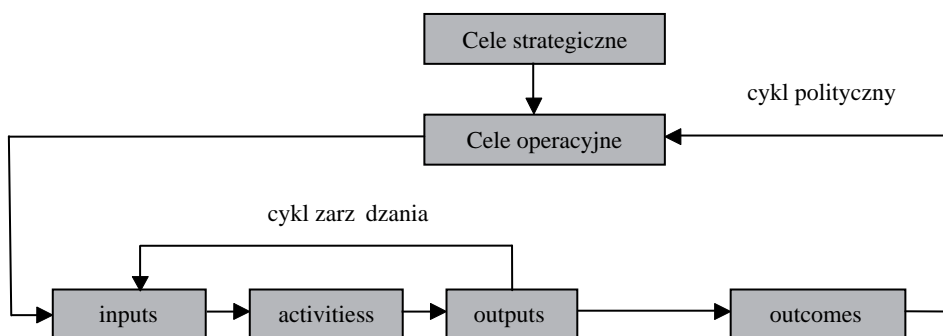 Cele strategiczne
cykl polityczny
Cele operacyjne
cykl zarz dzania
inputs
activitiess
outputs
outcomes